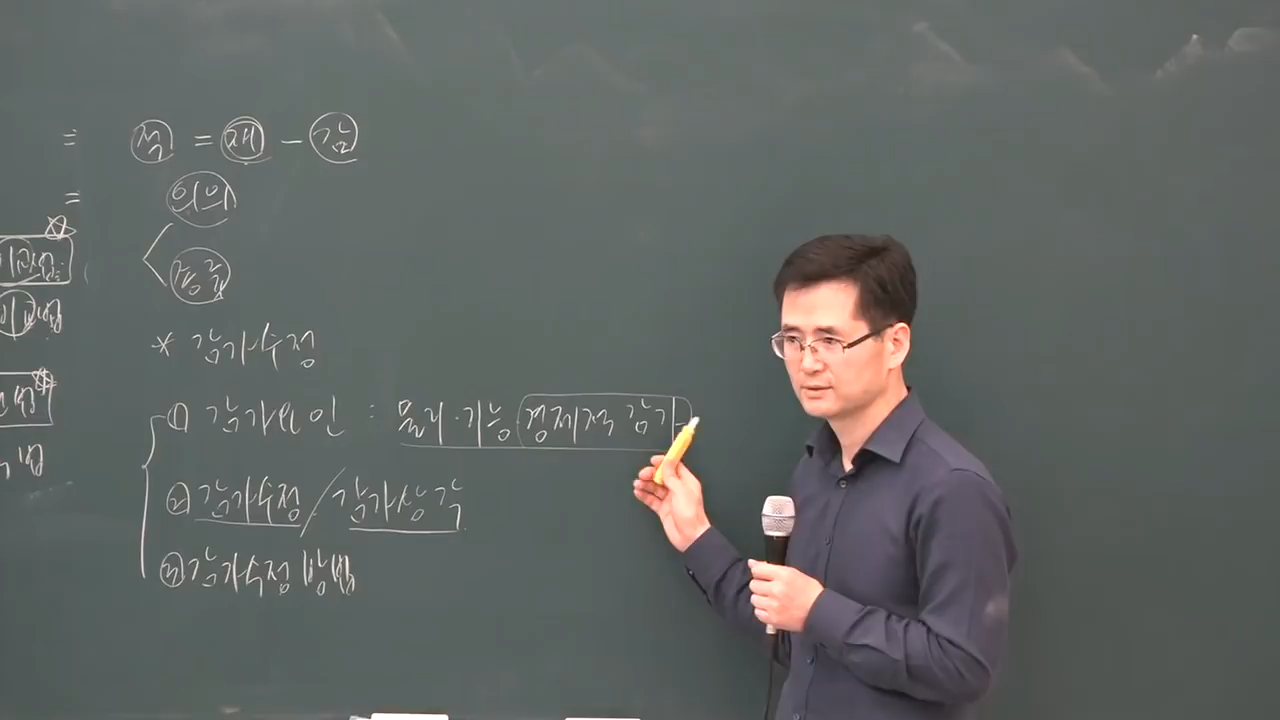 = 적 = 재 - 감
= 의의
종류
* 감가수정
① 감가요인 : 물리·기능 경제적 감가
② 감가수정 / 감가상각
③ 감가수정 방법